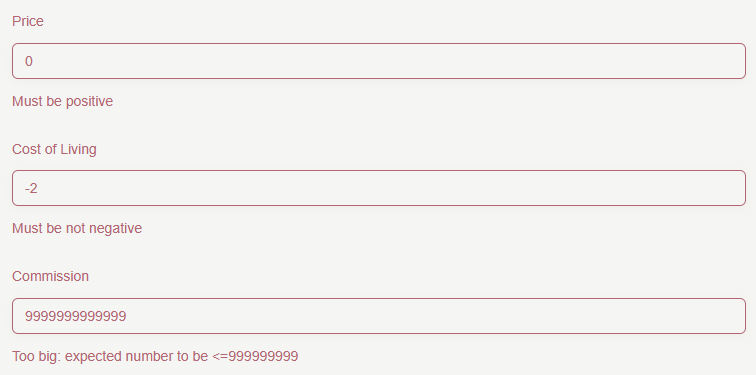 Price
0
Must be positive
Cost of Living
-2
Must be not negative
Commission
9999999999999
Too big: expected number to be <=999999999